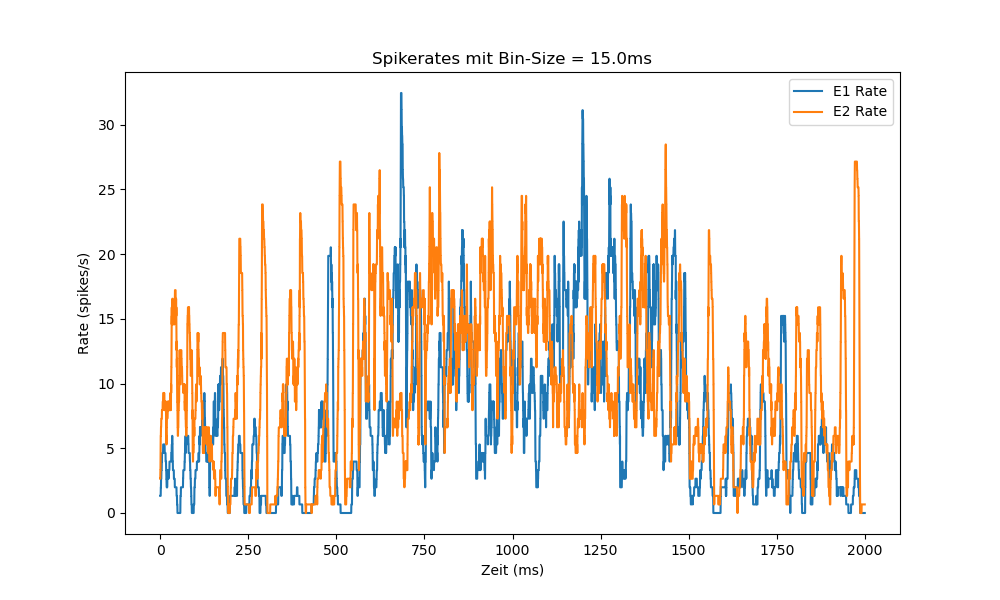 Spikerates mit Bin-Size = 15.0ms
E1 Rate
E2 Rate
Rate (spikes/s)
30
25
20
15
10
5
0
0 250 500 750 1000 1250 1500 1750 2000
Zeit (ms)